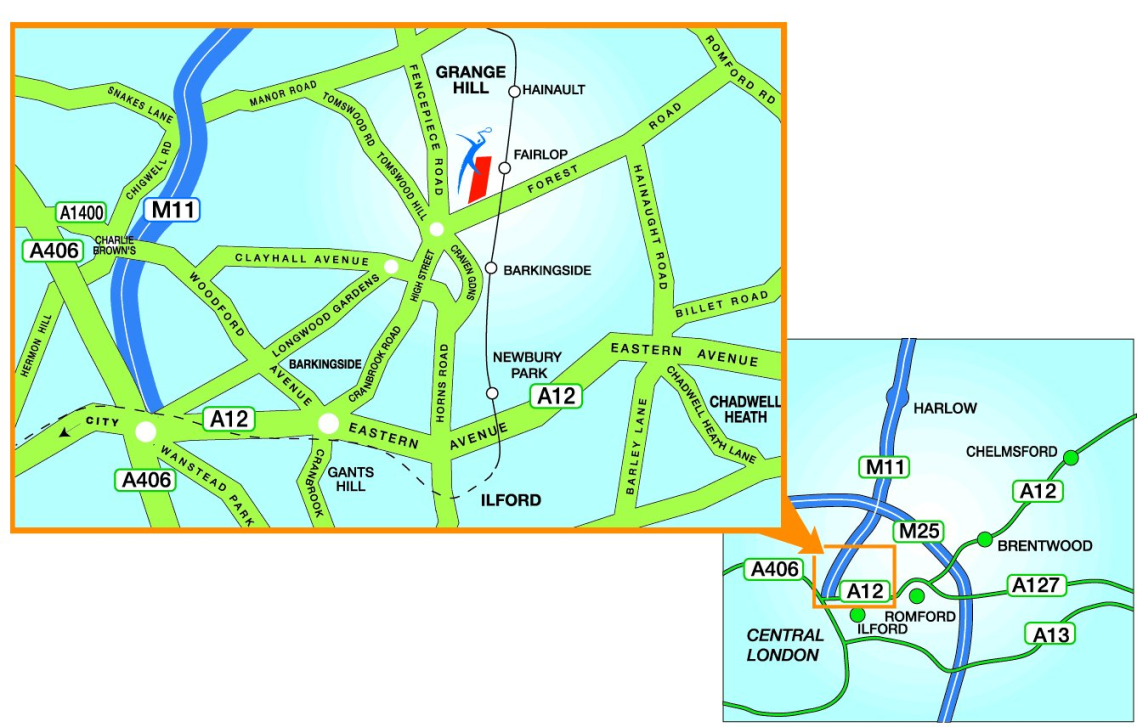 ROMFORD RD
GRANGE
HILL
HAINAULT
SNAKES LANE
MANOR ROAD
TOMSWOOD RD
TOMSWOOD HILL
FENCEPIECE ROAD
FAIRLOP
FOREST ROAD
CHIGWELL RD
HAINAUGHT ROAD
A1400
M11
A406
CHARLIE
BROWN'S
CLAYHALL AVENUE
HIGH STREET
CRAVEN GDNS
BARKINGSIDE
WOODFORD AVENUE
LONGWOOD GARDENS
BILLET ROAD
HERMON HILL
BARKINGSIDE
CRANBROOK ROAD
HORNS ROAD
NEWBURY
PARK
EASTERN AVENUE
A12
CHADWELL
HEATH
CHADWELL HEATH LANE
BARLEY LANE
CITY
A12
EASTERN AVENUE
A406
WANSTEAD PARK
CRANBROOK
GANTS
HILL
ILFORD
HARLOW
CHELMSFORD
M11
A12
M25
BRENTWOOD
A406
A12
A127
ROMFORD
ILFORD
CENTRAL
LONDON
A13